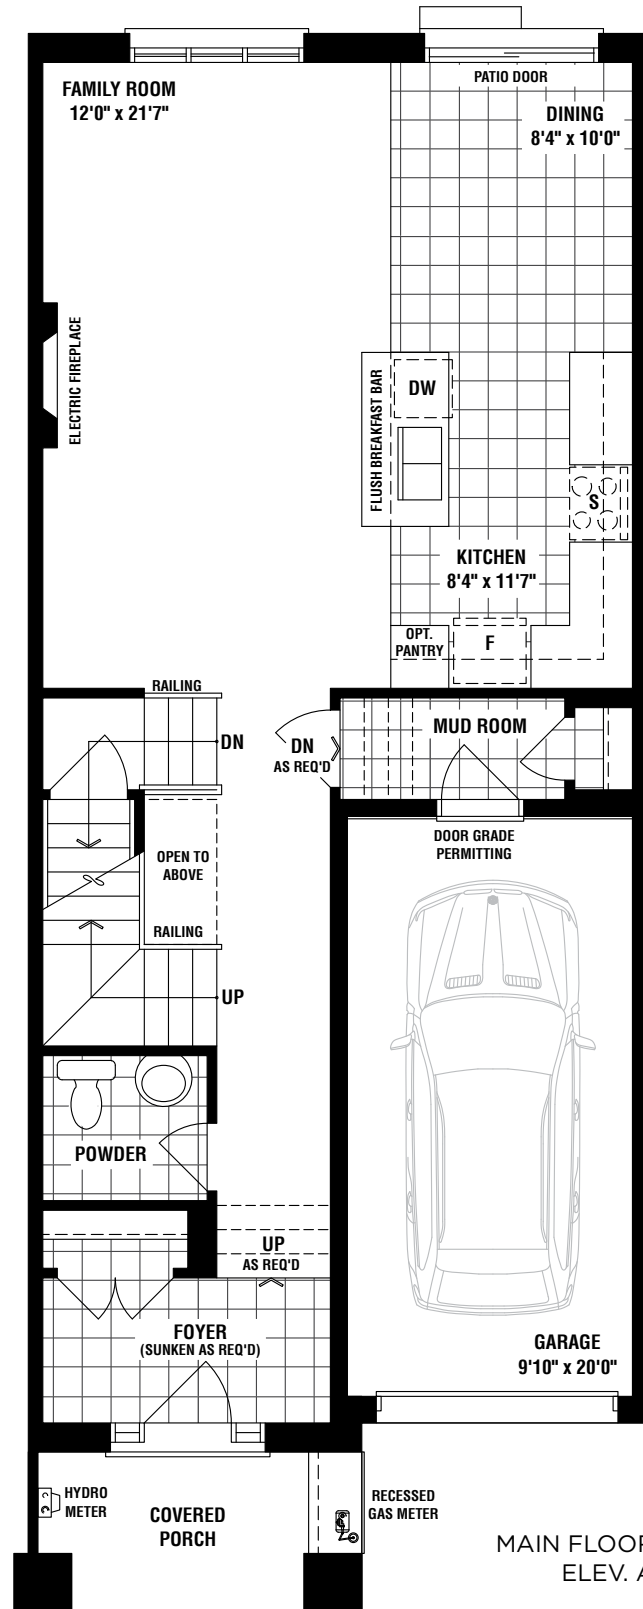 PATIO DOOR
FAMILY ROOM
12'0" x 21'7"
DINING
8'4" x 10'0"
ELECTRIC FIREPLACE
FLUSH BREAKFAST BAR
DW
S
KITCHEN
8'4" x 11'7"
OPT.
PANTRY
F
RAILING
DN
DN
AS REQ'D
MUD ROOM
DOOR GRADE
PERMITTING
OPEN TO
ABOVE
RAILING
UP
POWDER
UP
AS REQ'D
FOYER
(SUNKEN AS REQ'D)
GARAGE
9'10" x 20'0"
HYDRO
METER
COVERED
PORCH
RECESSED
GAS METER
MAIN FLOOR
ELEV. A